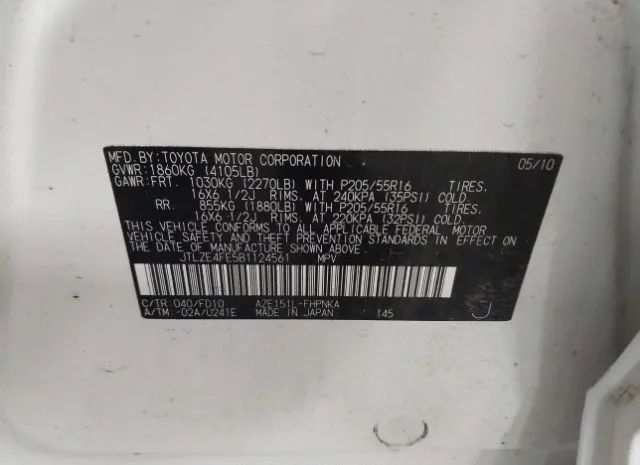 MFD. BY: TOYOTA MOTOR CORPORATION 05/10
GVWR: 1860KG (4105LB)
GAWR: FRT. 1030KG (2270LB) WITH P205/55R16 TIRES,
16X6 1/2J RIMS, AT 240KPA (35PSI) COLD
RR. 855KG (1880LB) WITH P205/55R16 TIRES,
16X6 1/2J RIMS, AT 220KPA (32PSI) COLD
THIS VEHICLE CONFORMS TO ALL APPLICABLE FEDERAL MOTOR
VEHICLE SAFETY AND BUMPER STANDARDS IN EFFECT ON
THE DATE OF MANUFACTURE SHOWN ABOVE.
JTLZE4FE5B1124561 MPV
C/TR: 040/FD10 AZE151L-FHPNKA
A/TM: -02A/U241E MADE IN JAPAN 145